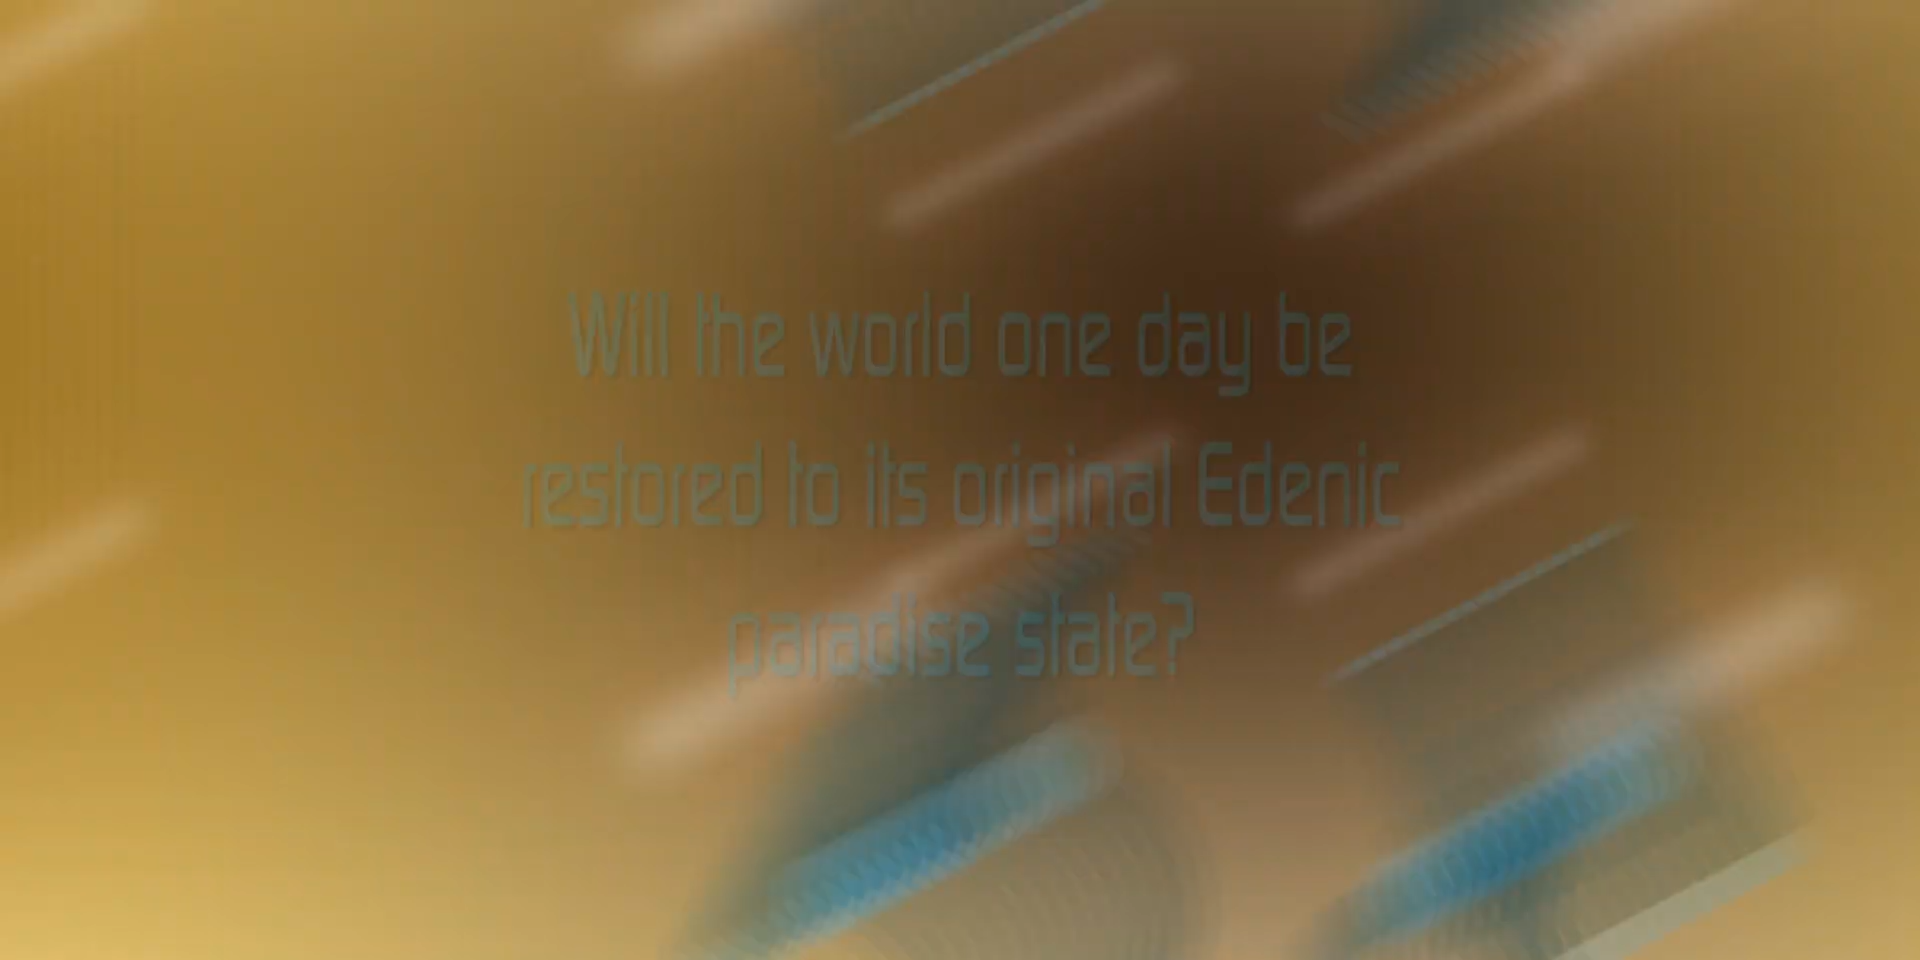 Will the world one day be
restored to its original Edenic
paradise state?